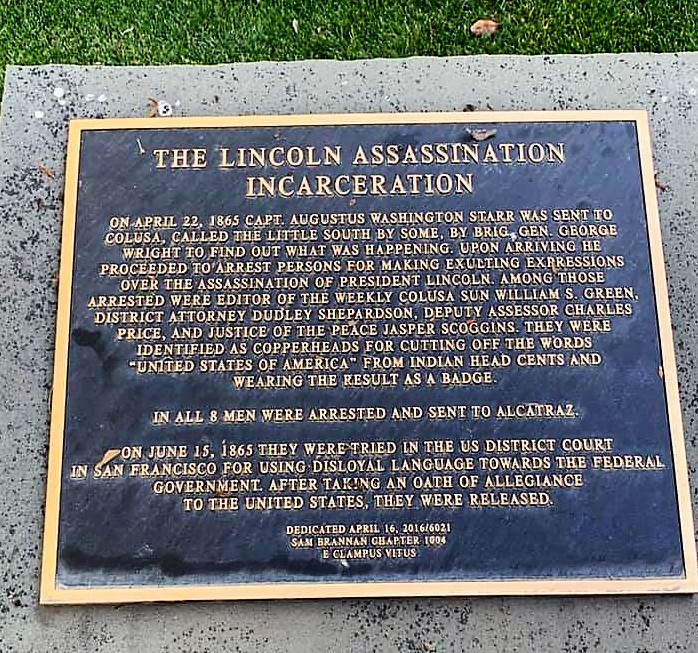 THE LINCOLN ASSASSINATION
INCARCERATION
ON APRIL 22, 1865 CAPT. AUGUSTUS WASHINGTON STARR WAS SENT TO
COLUSA, CALLED THE LITTLE SOUTH BY SOME, BY BRIG. GEN. GEORGE
WRIGHT TO FIND OUT WHAT WAS HAPPENING. UPON ARRIVING HE
PROCEEDED TO ARREST PERSONS FOR MAKING EXULTING EXPRESSIONS
OVER THE ASSASSINATION OF PRESIDENT LINCOLN. AMONG THOSE
ARRESTED WERE EDITOR OF THE WEEKLY COLUSA SUN WILLIAM S. GREEN,
DISTRICT ATTORNEY DUDLEY SHEPARDSON, DEPUTY ASSESSOR CHARLES
PRICE, AND JUSTICE OF THE PEACE JASPER SCOGGINS. THEY WERE
IDENTIFIED AS COPPERHEADS FOR CUTTING OFF THE WORDS
"UNITED STATES OF AMERICA" FROM INDIAN HEAD CENTS AND
WEARING THE RESULT AS A BADGE.
IN ALL 8 MEN WERE ARRESTED AND SENT TO ALCATRAZ.
ON JUNE 15, 1865 THEY WERE TRIED IN THE US DISTRICT COURT
IN SAN FRANCISCO FOR USING DISLOYAL LANGUAGE TOWARDS THE FEDERAL
GOVERNMENT. AFTER TAKING AN OATH OF ALLEGIANCE
TO THE UNITED STATES, THEY WERE RELEASED.
DEDICATED APRIL 16, 2016/6021
SAM BRANNAN CHAPTER 1004
E CLAMPUS VITUS